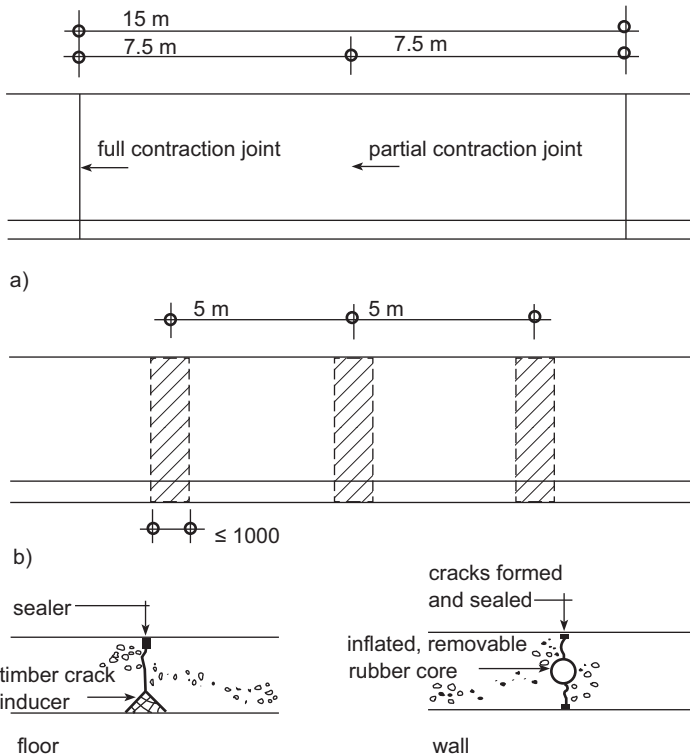 15 m
7.5 m
7.5 m
full contraction joint
partial contraction joint
a)
5 m
5 m
≤ 1000
b)
sealer
timber crack
inducer
floor
cracks formed
and sealed
inflated, removable
rubber core
wall